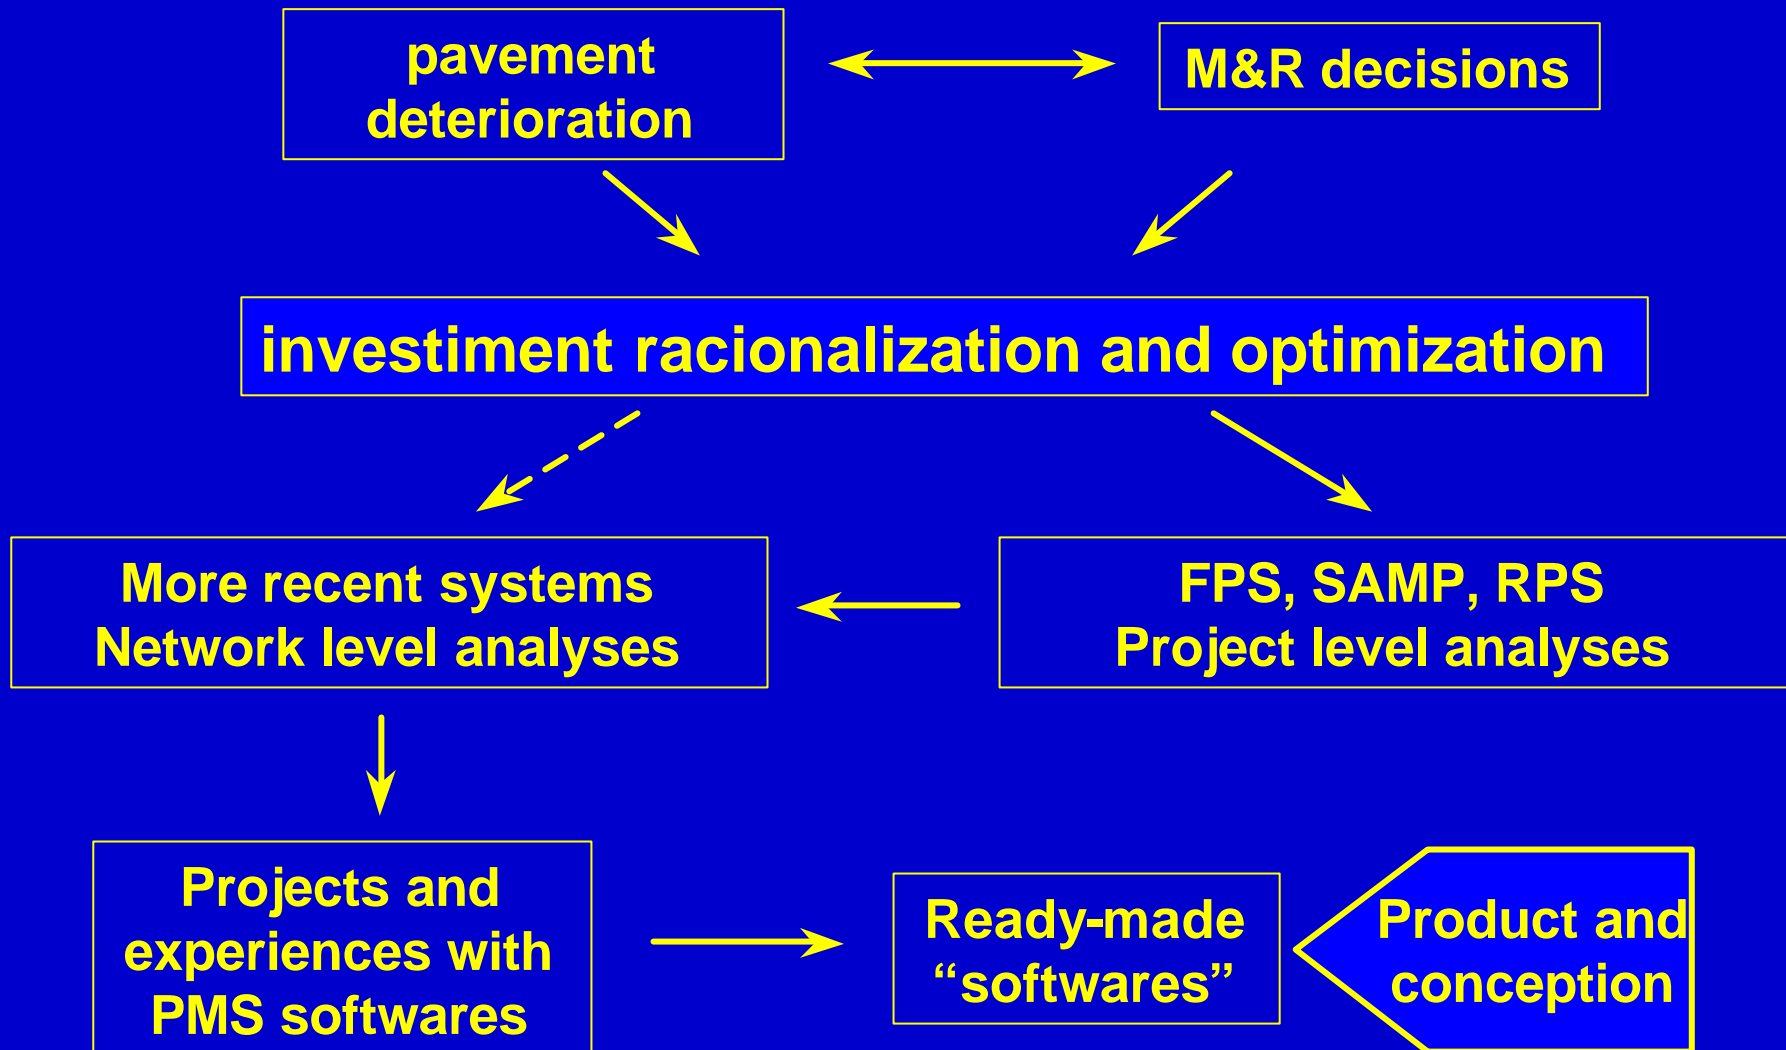 pavement
deterioration
M&R decisions
investiment racionalization and optimization
More recent systems
Network level analyses
FPS, SAMP, RPS
Project level analyses
Projects and
experiences with
PMS softwares
Ready-made
“softwares”
Product and
conception